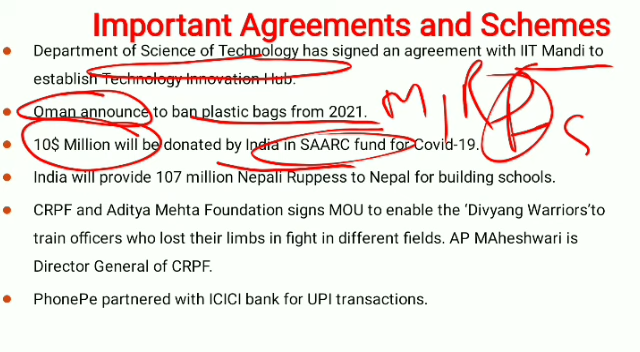 Important Agreements and Schemes
Department of Science of Technology has signed an agreement with IIT Mandi to
establish Technology Innovation Hub.
Oman announce to ban plastic bags from 2021.
10$ Million will be donated by India in SAARC fund for Covid-19.
India will provide 107 million Nepali Ruppess to Nepal for building schools.
CRPF and Aditya Mehta Foundation signs MOU to enable the 'Divyang Warriors'to
train officers who lost their limbs in fight in different fields. AP MAheshwari is
Director General of CRPF.
PhonePe partnered with ICICI bank for UPI transactions.